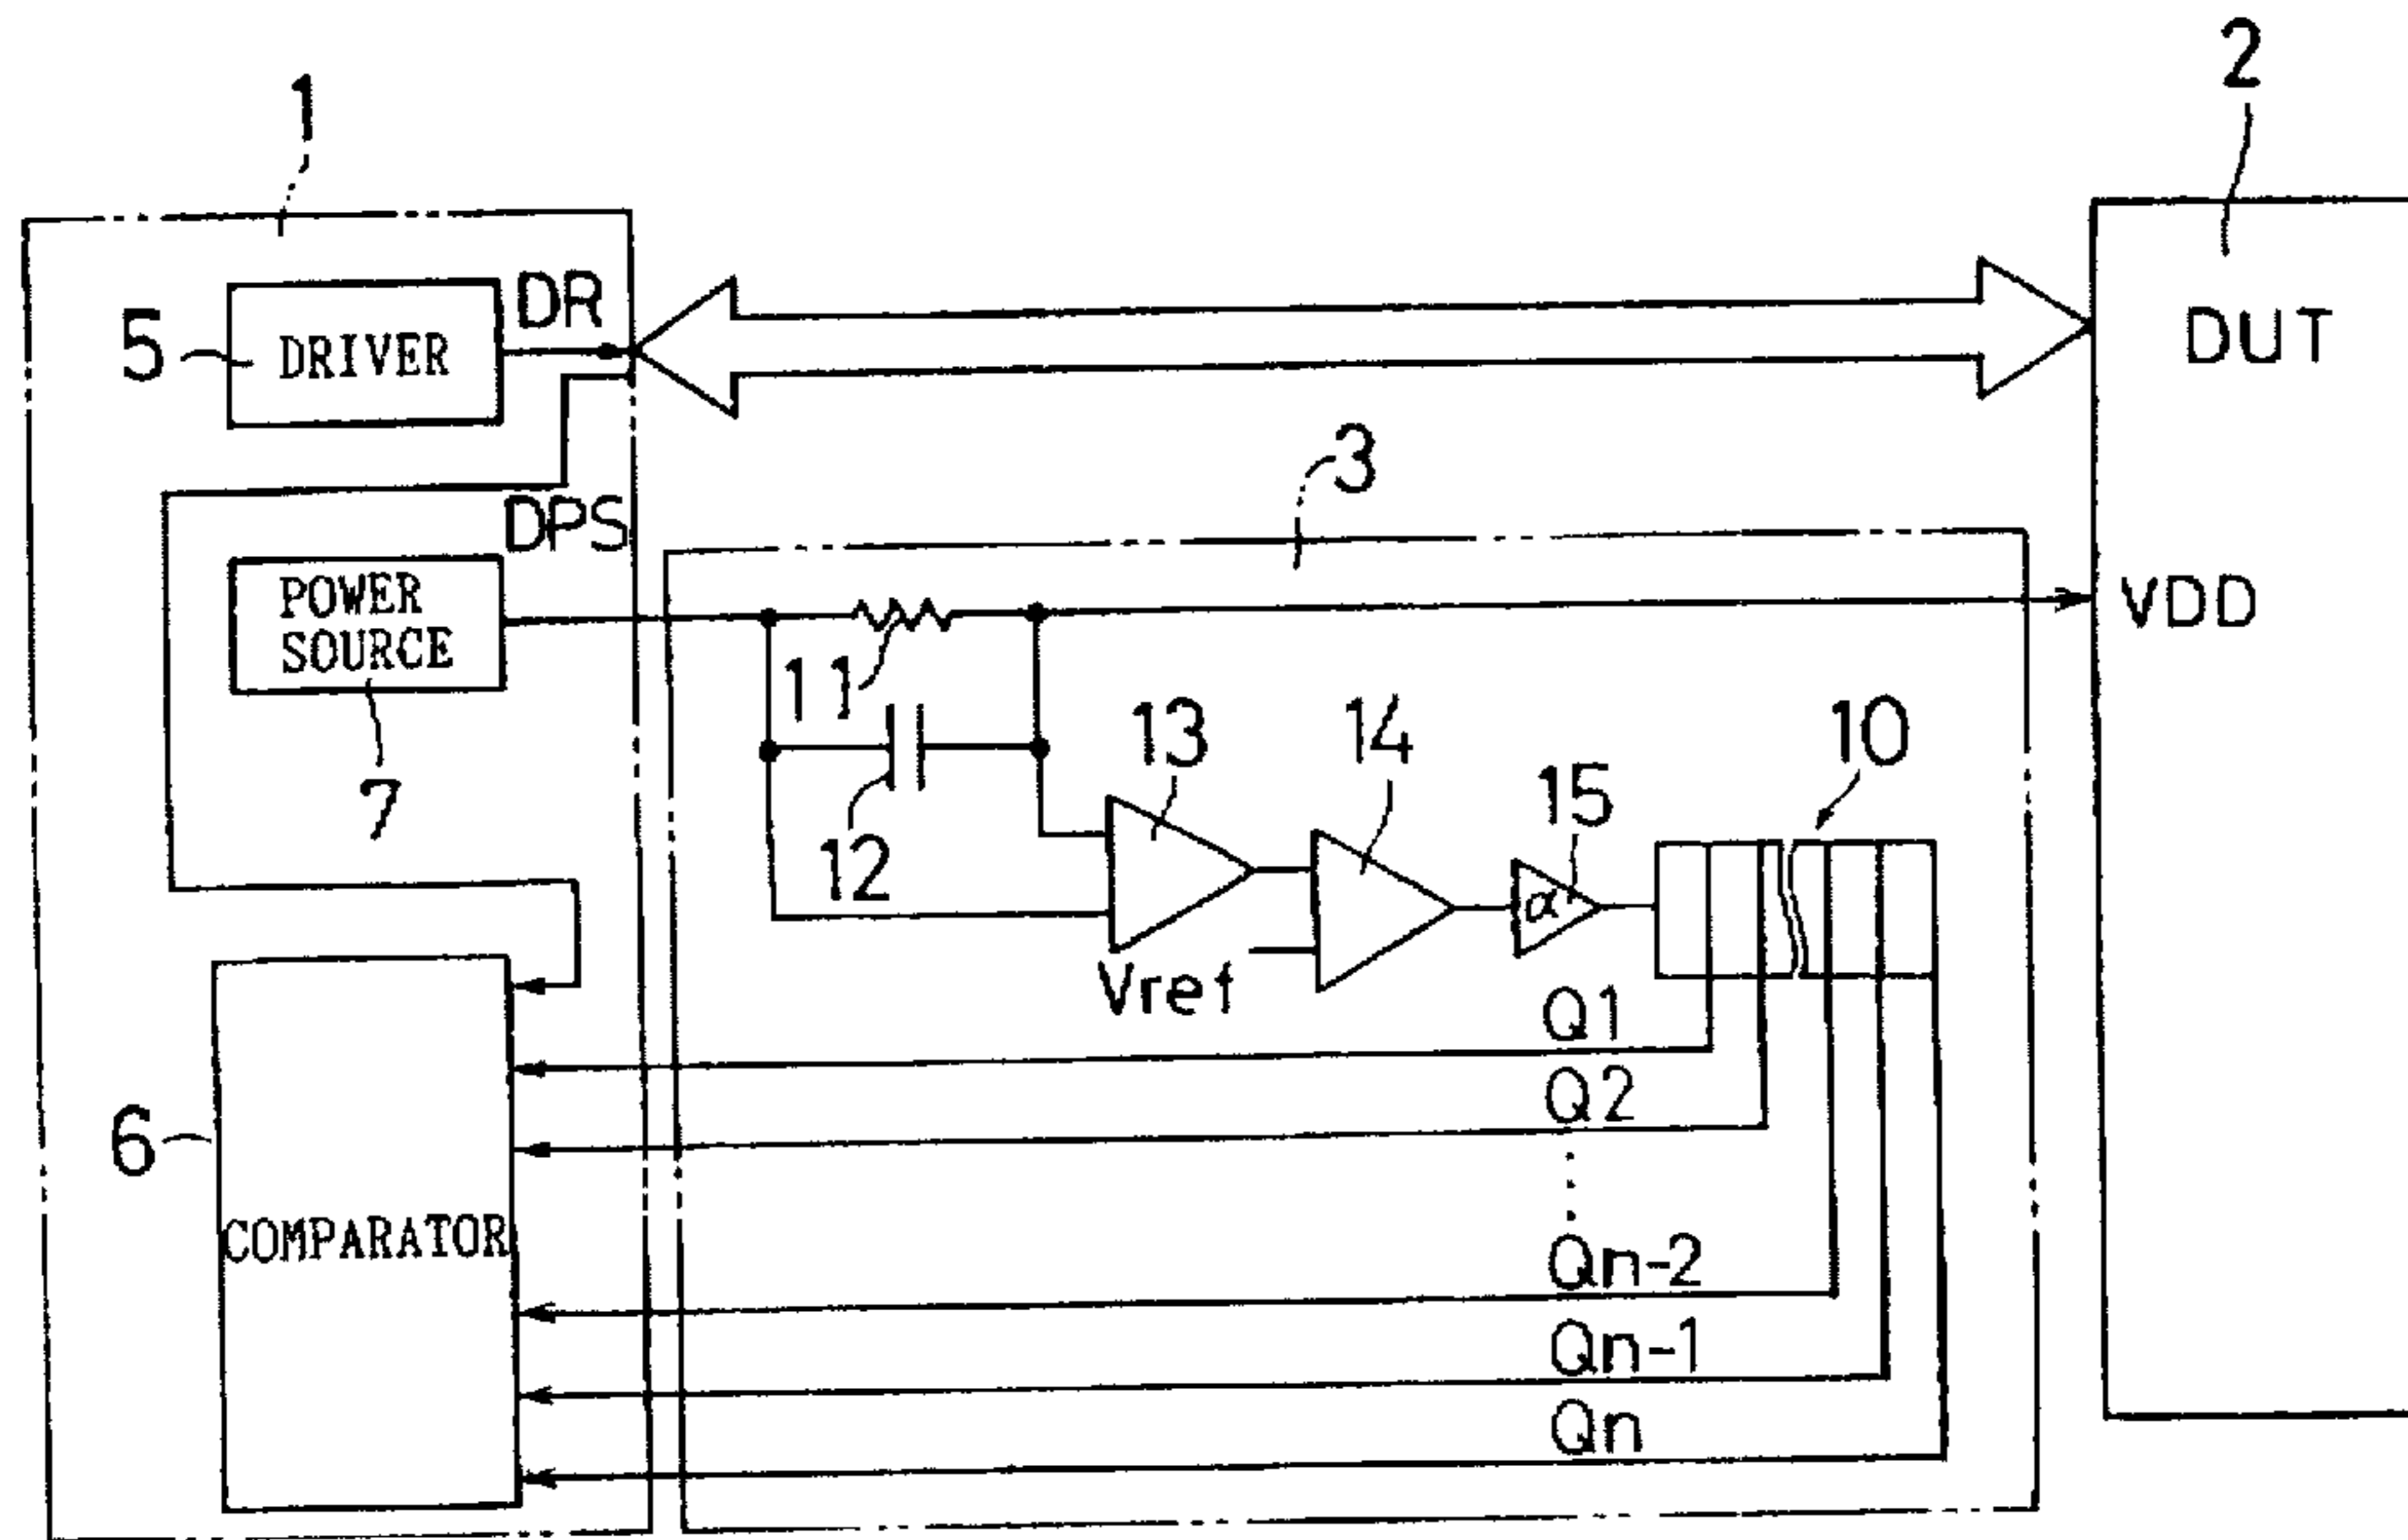 1
2
DR
5
DRIVER
DUT
3
DPS
POWER
SOURCE
VDD
11
7
12
13
14
15
α
10
Vref
Q1
Q2
6
COMPARATOR
Qn-2
Qn-1
Qn